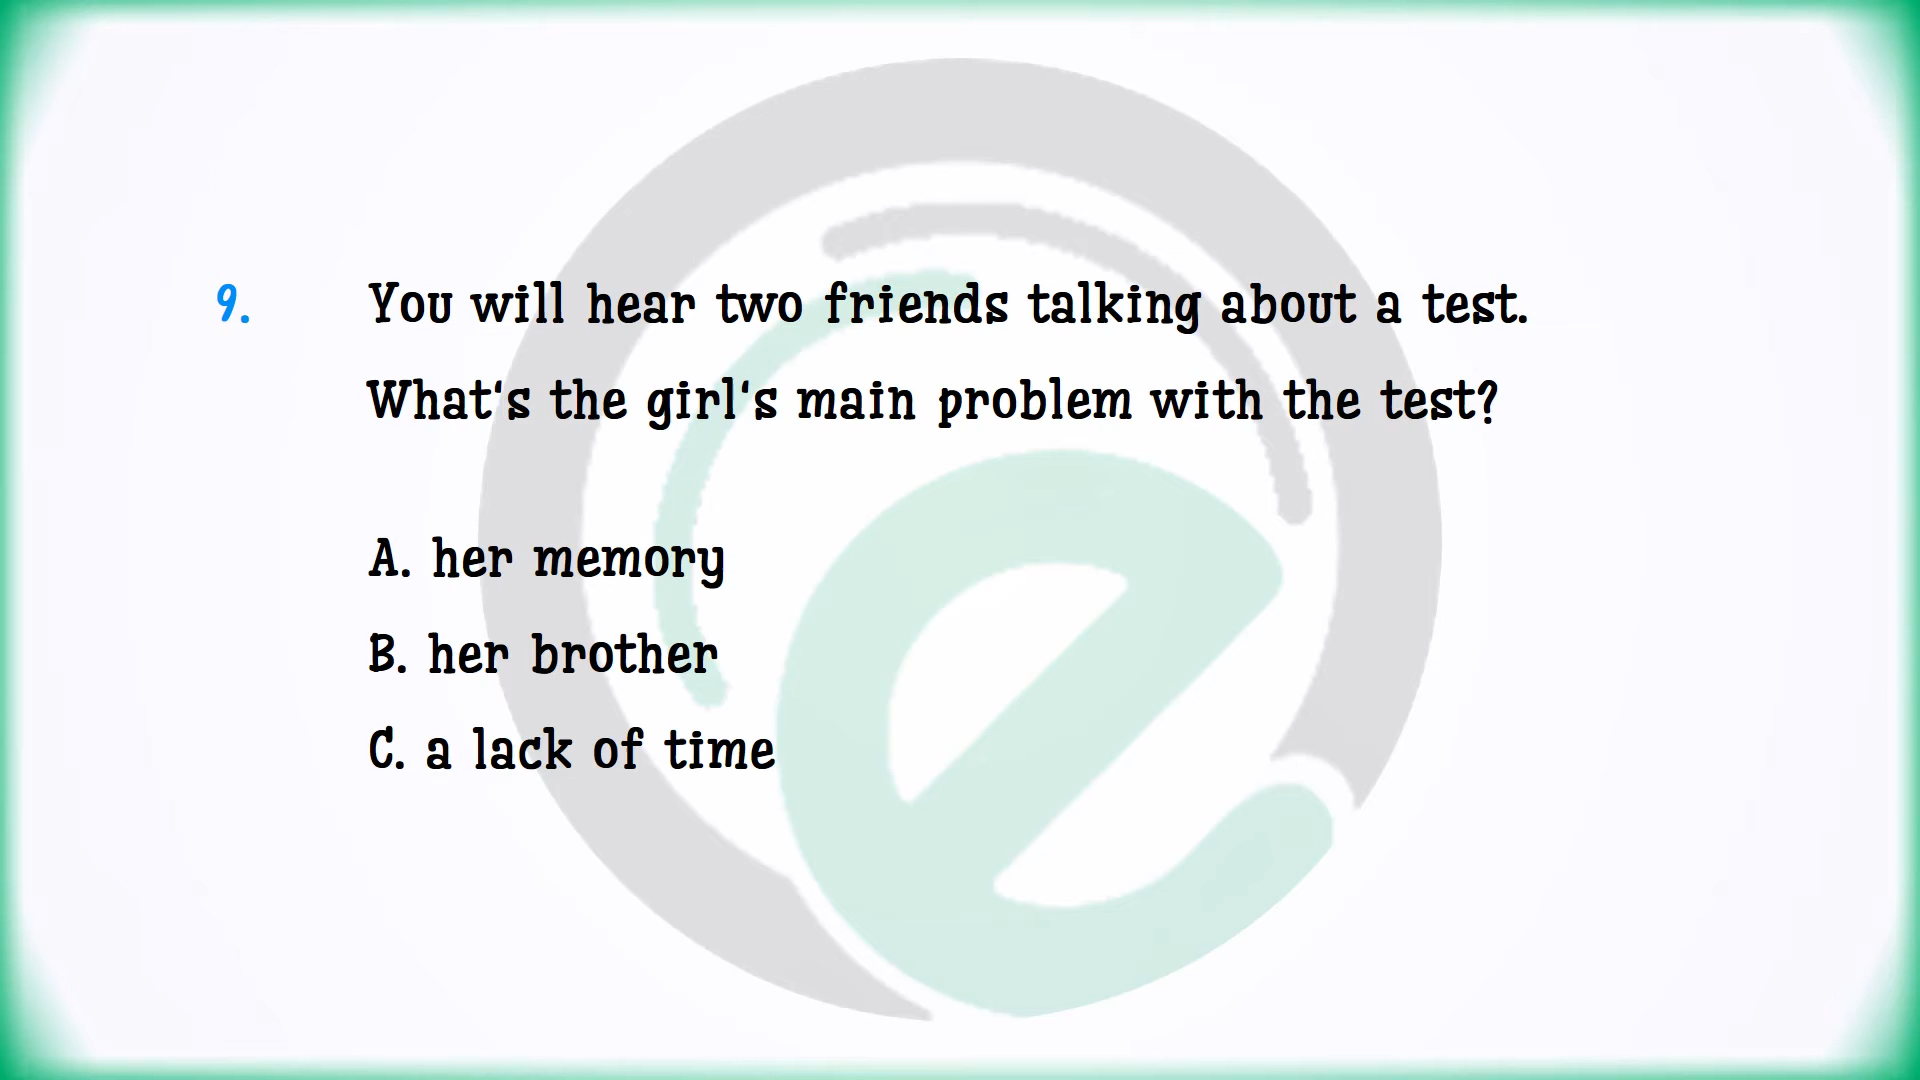 9. You will hear two friends talking about a test.
What's the girl's main problem with the test?
A. her memory
B. her brother
C. a lack of time